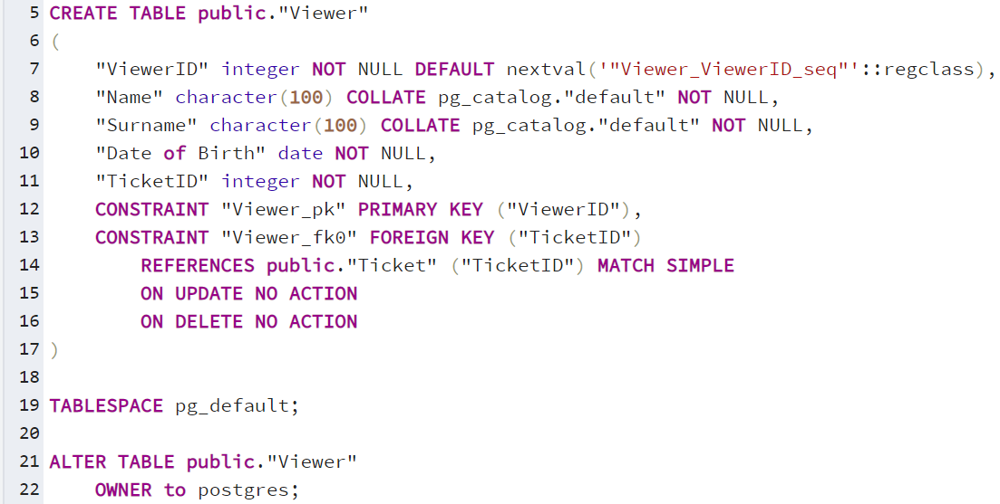 5 CREATE TABLE public."Viewer"
6 (
7     "ViewerID" integer NOT NULL DEFAULT nextval('"Viewer_ViewerID_seq"'::regclass),
8     "Name" character(100) COLLATE pg_catalog."default" NOT NULL,
9     "Surname" character(100) COLLATE pg_catalog."default" NOT NULL,
10     "Date of Birth" date NOT NULL,
11     "TicketID" integer NOT NULL,
12     CONSTRAINT "Viewer_pk" PRIMARY KEY ("ViewerID"),
13     CONSTRAINT "Viewer_fk0" FOREIGN KEY ("TicketID")
14         REFERENCES public."Ticket" ("TicketID") MATCH SIMPLE
15         ON UPDATE NO ACTION
16         ON DELETE NO ACTION
17 )
18
19 TABLESPACE pg_default;
20
21 ALTER TABLE public."Viewer"
22     OWNER to postgres;